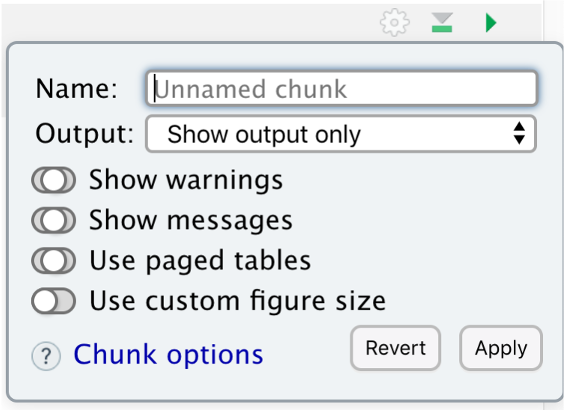 Name: Unnamed chunk
Output: Show output only
Show warnings
Show messages
Use paged tables
Use custom figure size
? Chunk options Revert Apply